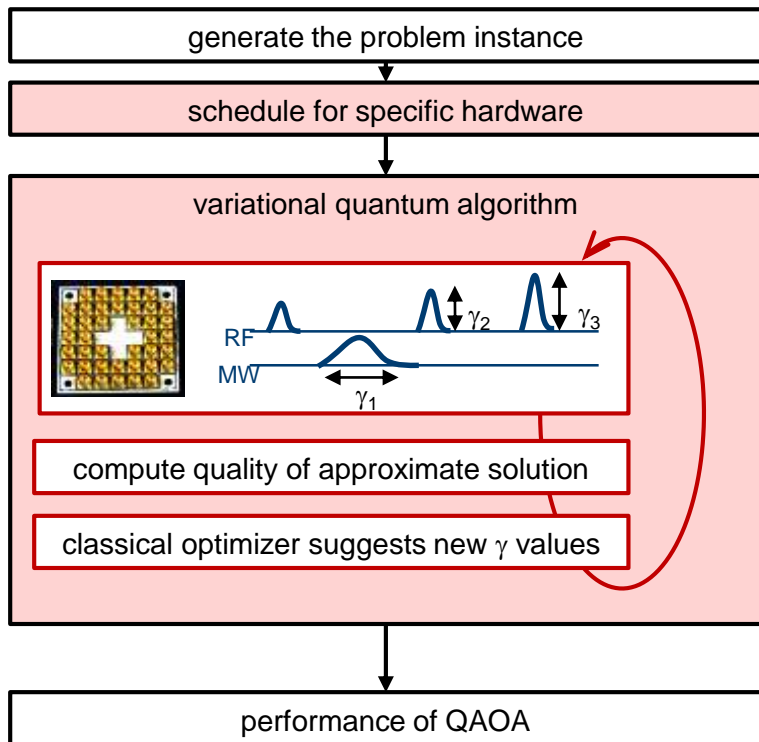 generate the problem instance
schedule for specific hardware
variational quantum algorithm
RF
γ₂
γ₃
MW
γ₁
compute quality of approximate solution
classical optimizer suggests new γ values
performance of QAOA